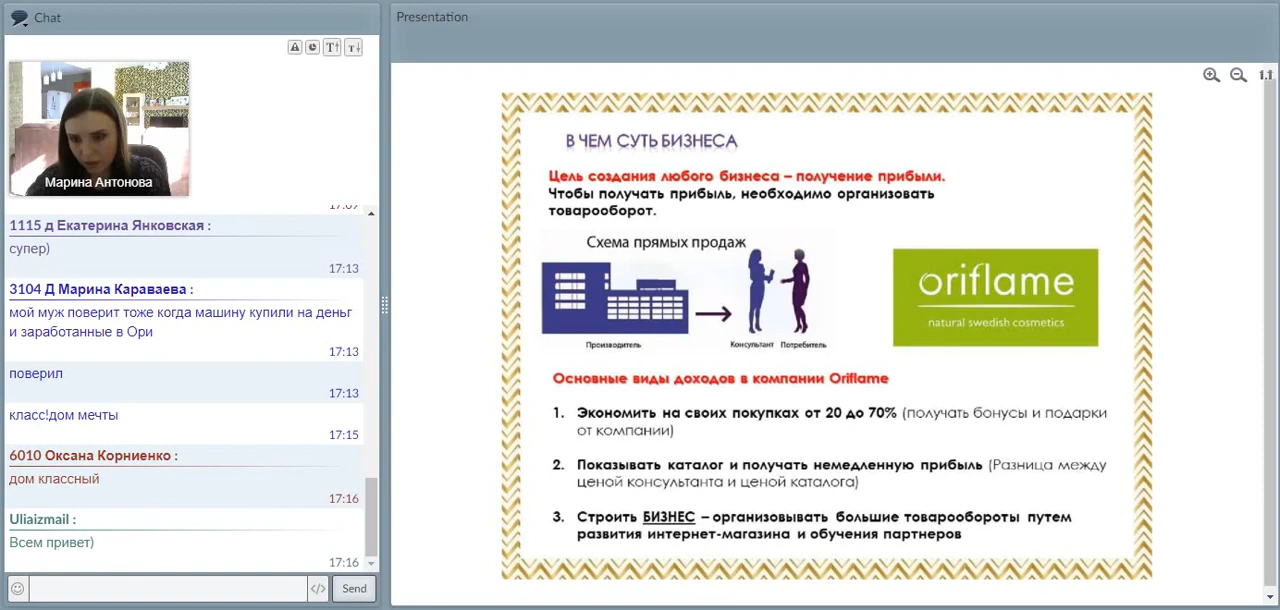 Chat
Марина Антонова
17:09
1115 д Екатерина Янковская :
супер)
17:13
3104 Д Марина Караваева :
мой муж поверит тоже когда машину купили на деньг
и заработанные в Ори
17:13
поверил
17:13
класс!дом мечты
17:15
6010 Оксана Корниенко :
дом классный
17:16
Uliaizmail :
Всем привет)
17:16
Send
Presentation
1:1
В ЧЕМ СУТЬ БИЗНЕСА
Цель создания любого бизнеса – получение прибыли.
Чтобы получать прибыль, необходимо организовать
товарооборот.
Схема прямых продаж
Производитель
Консультант Потребитель
oriflame
natural swedish cosmetics
Основные виды доходов в компании Oriflame
1. Экономить на своих покупках от 20 до 70% (получать бонусы и подарки
от компании)
2. Показывать каталог и получать немедленную прибыль (Разница между
ценой консультанта и ценой каталога)
3. Строить БИЗНЕС – организовывать большие товарообороты путем
развития интернет-магазина и обучения партнеров